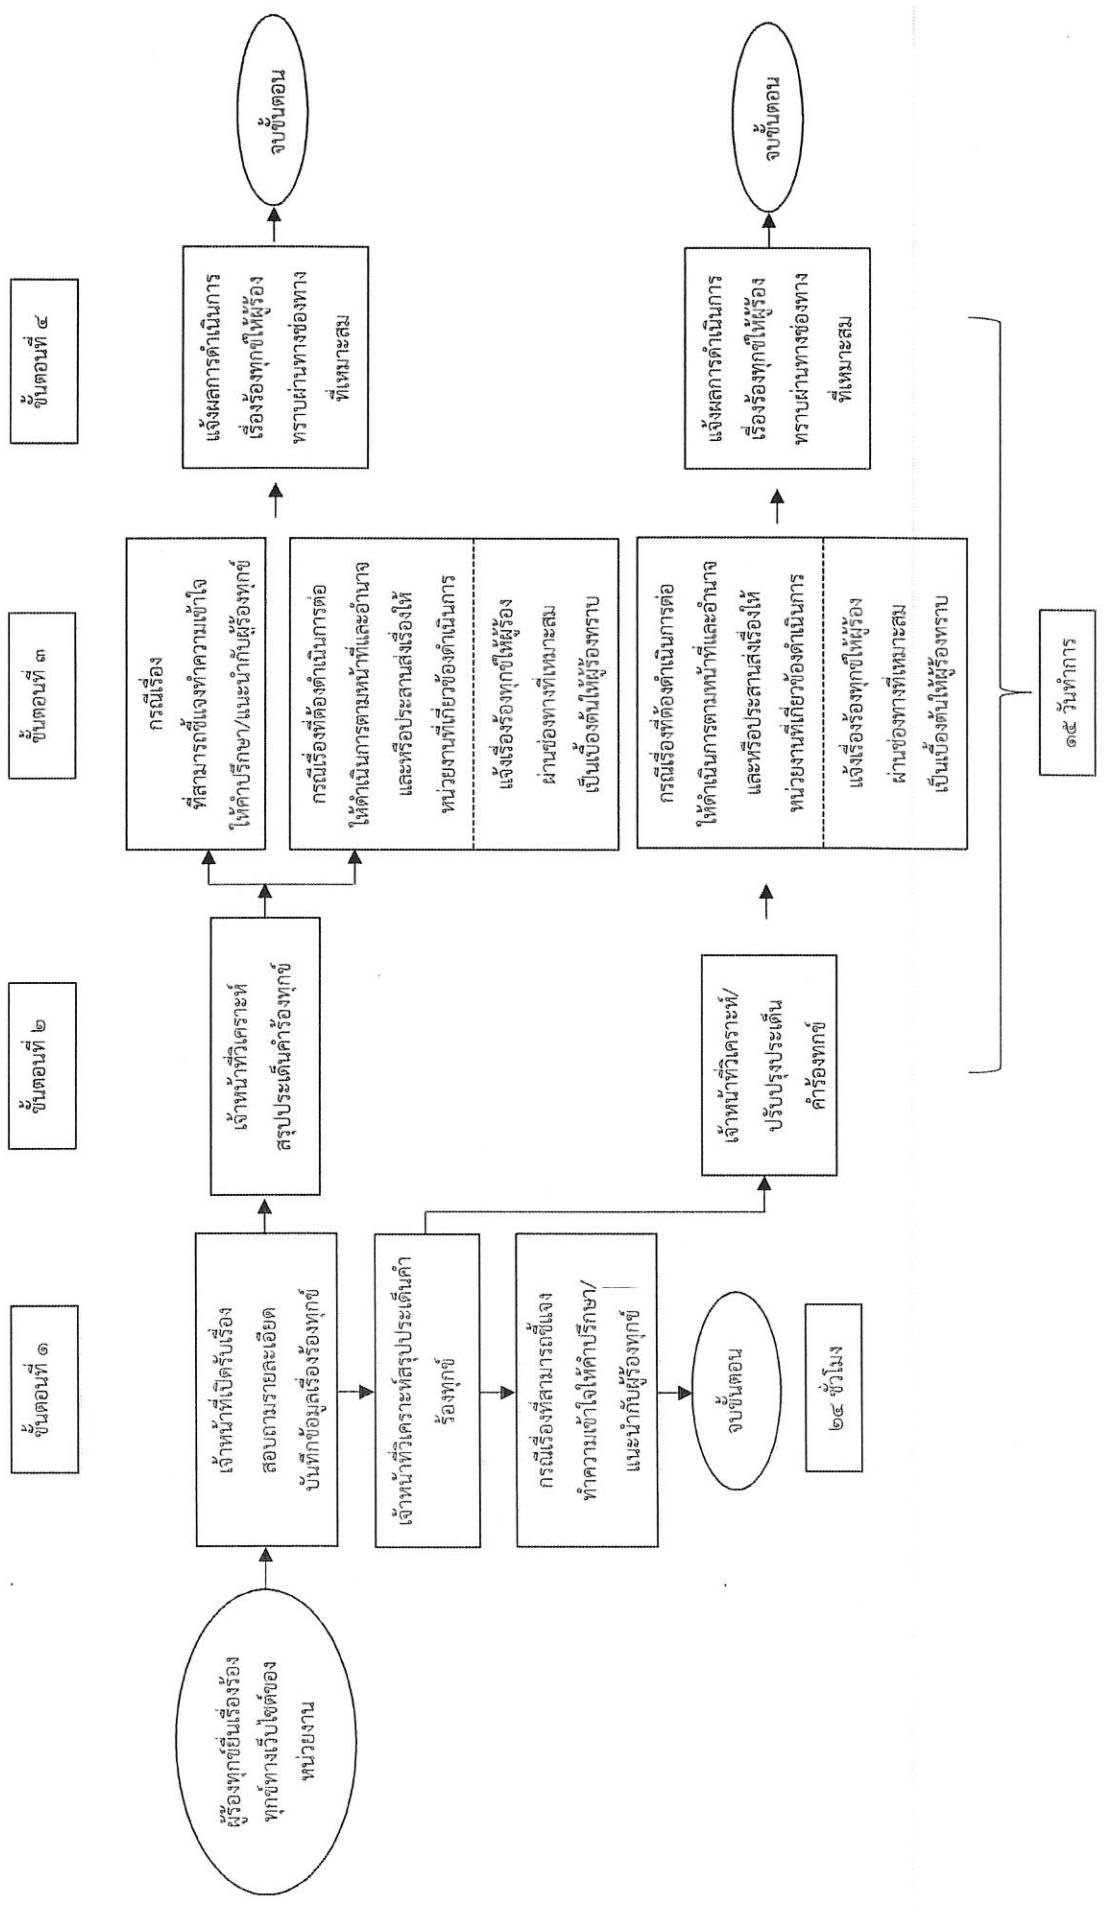 ขั้นตอนที่ ๑
ขั้นตอนที่ ๒
ขั้นตอนที่ ๓
ขั้นตอนที่ ๔
ผู้ร้องทุกข์ยื่นเรื่องร้อง
ทุกข์ทางเว็บไซต์ของ
หน่วยงาน
เจ้าหน้าที่เปิดรับเรื่อง
สอบถามรายละเอียด
บันทึกข้อมูลเรื่องร้องทุกข์
เจ้าหน้าที่วิเคราะห์
สรุปประเด็นคำร้องทุกข์
กรณีเรื่อง
ที่สามารถชี้แจงทำความเข้าใจ
ให้คำปรึกษา/แนะนำกับผู้ร้องทุกข์
กรณีเรื่องที่ต้องดำเนินการต่อ
ให้ดำเนินการตามหน้าที่และอำนาจ
และหรือประสานส่งเรื่องให้
หน่วยงานที่เกี่ยวข้องดำเนินการ
แจ้งเรื่องร้องทุกข์ให้ผู้ร้อง
ผ่านช่องทางที่เหมาะสม
เป็นเบื้องต้นให้ผู้ร้องทราบ
แจ้งผลการดำเนินการ
เรื่องร้องทุกข์ให้ผู้ร้อง
ทราบผ่านทางช่องทาง
ที่เหมาะสม
จบขั้นตอน
เจ้าหน้าที่วิเคราะห์สรุปประเด็นคำ
ร้องทุกข์
กรณีเรื่องที่สามารถชี้แจง
ทำความเข้าใจให้คำปรึกษา/
แนะนำกับผู้ร้องทุกข์
จบขั้นตอน
๒๔ ชั่วโมง
เจ้าหน้าที่วิเคราะห์/
ปรับปรุงประเด็น
คำร้องทกข์
กรณีเรื่องที่ต้องดำเนินการต่อ
ให้ดำเนินการตามหน้าที่และอำนาจ
และหรือประสานส่งเรื่องให้
หน่วยงานที่เกี่ยวข้องดำเนินการ
แจ้งเรื่องร้องทุกข์ให้ผู้ร้อง
ผ่านช่องทางที่เหมาะสม
เป็นเบื้องต้นให้ผู้ร้องทราบ
แจ้งผลการดำเนินการ
เรื่องร้องทุกข์ให้ผู้ร้อง
ทราบผ่านทางช่องทาง
ที่เหมาะสม
จบขั้นตอน
๑๕ วันทำการ